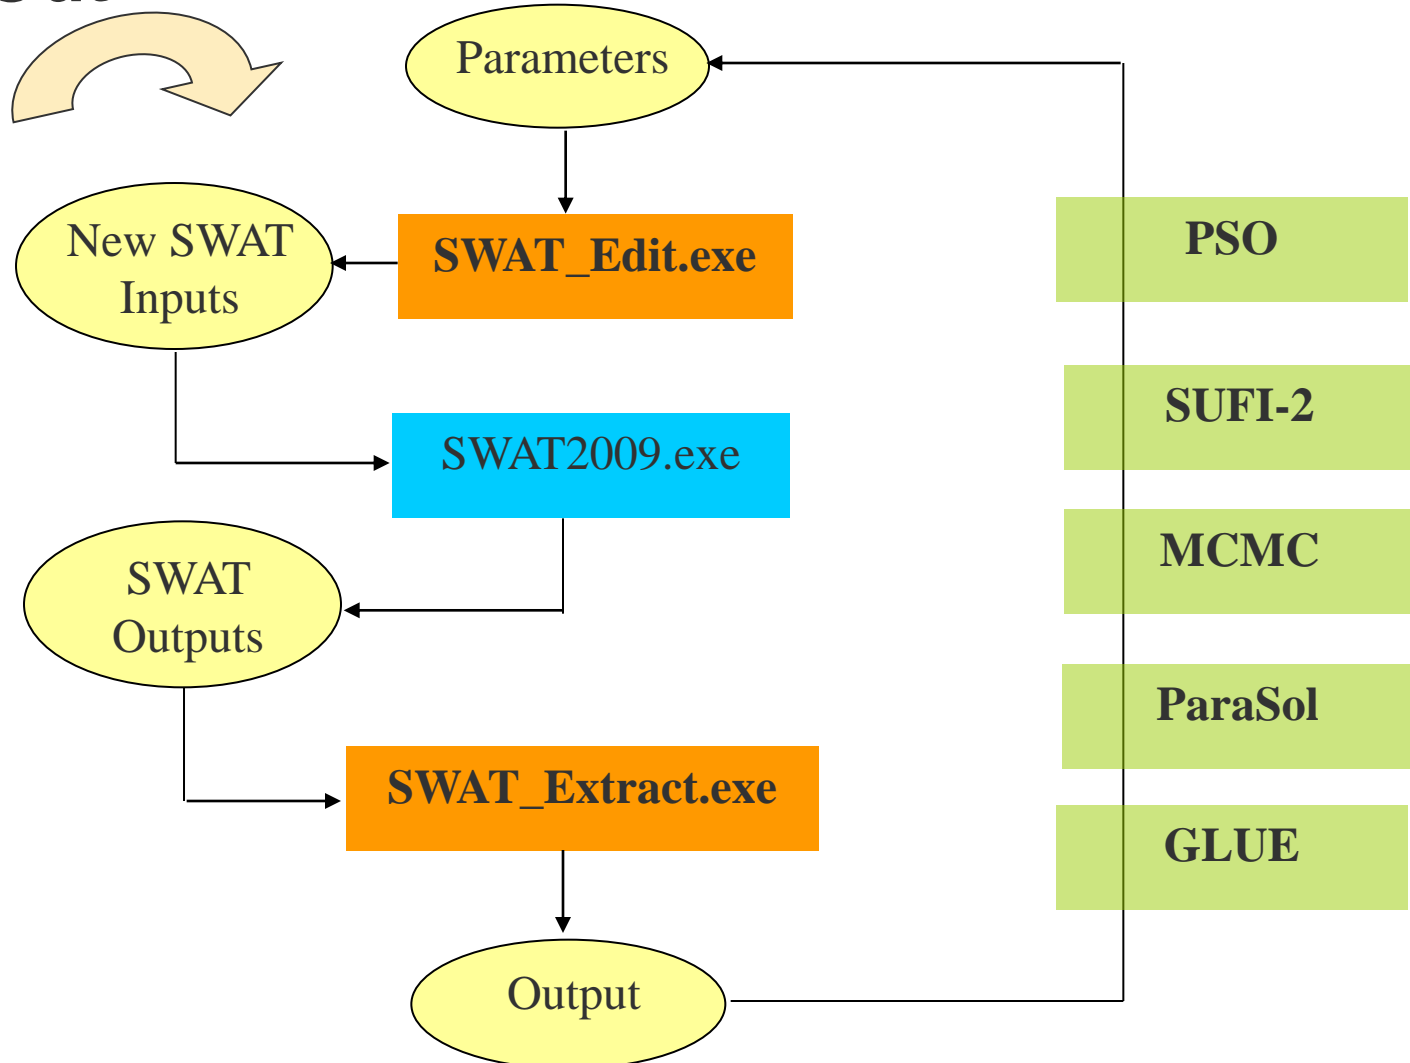 Parameters
New SWAT
Inputs
SWAT_Edit.exe
PSO
SUFI-2
SWAT2009.exe
MCMC
SWAT
Outputs
ParaSol
SWAT_Extract.exe
GLUE
Output